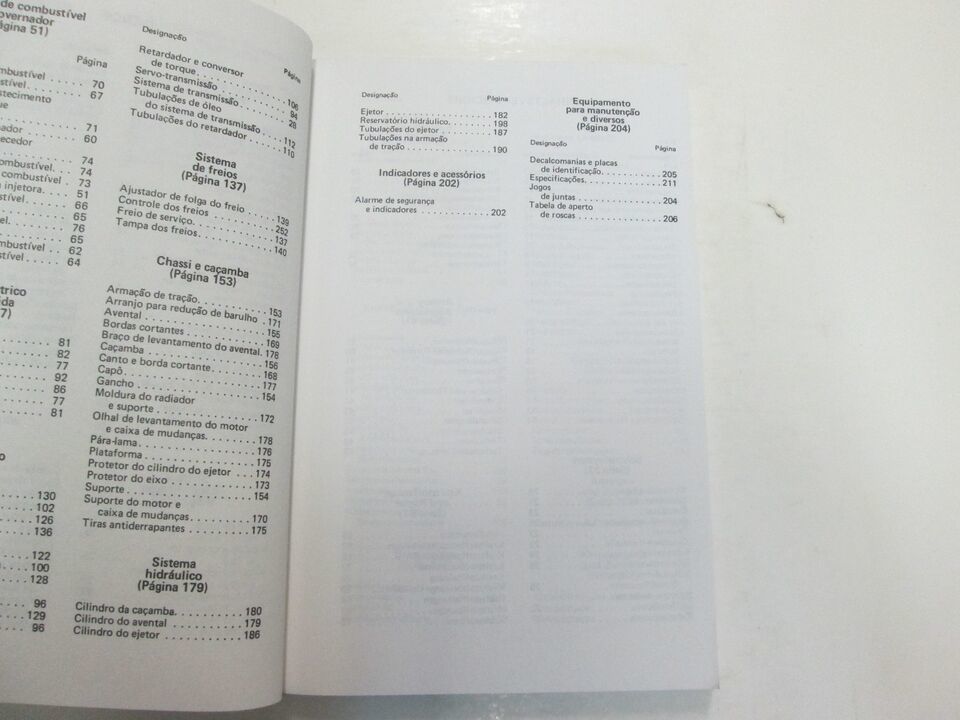 de combustível
overnador
ágina 51)
Página
mbustível . . . . . 70
stível. . . . . . . . 67
stecimento
que
. . . . . . . . . 71
nador . . . . . . . 60
necedor
. . . . . . . . . 74
ombustível. . . . 74
combustível . . 73
injetora. . . . . . 51
stível. . . . . . . . 66
. . . . . . . . . 65
el. . . . . . . . . . 76
. . . . . . . . . 65
mbustível . . . . 62
stível. . . . . . . 64
trico
da
7)
. . . . . . . . . 81
. . . . . . . . . 82
. . . . . . . . . 77
. . . . . . . . . 92
. . . . . . . . . 86
. . . . . . . . . 77
. . . . . . . . . 81
o
. . . . . . . . . 130
. . . . . . . . . 102
. . . . . . . . . 126
. . . . . . . . . 136
. . . . . . . . . 122
. . . . . . . . . 100
. . . . . . . . . 128
. . . . . . . . . 96
. . . . . . . . . 129
. . . . . . . . . 96
Designação Página
Retardador e conversor
de torque. . . . . . . . . . . . 106
Servo-transmissão . . . . . . . . 94
Sistema de transmissão. . . . . . 28
Tubulações de óleo
do sistema de transmissão. . . . 112
Tubulações do retardador . . . . . 110
Sistema
de freios
(Página 137)
Ajustador de folga do freio . . . . 139
Controle dos freios . . . . . . . . 252
Freio de serviço. . . . . . . . . . 137
Tampa dos freios. . . . . . . . . . 140
Chassi e caçamba
(Página 153)
Armação de tração. . . . . . . . . . 153
Arranjo para redução de barulho . 171
Avental . . . . . . . . . . . . . . . 155
Bordas cortantes . . . . . . . . . . 169
Braço de levantamento do avental. 178
Caçamba . . . . . . . . . . . . . . . 156
Canto e borda cortante. . . . . . . 168
Capô . . . . . . . . . . . . . . . . . 177
Gancho . . . . . . . . . . . . . . . . 154
Moldura do radiador
e suporte . . . . . . . . . . . . . 172
Olhal de levantamento do motor
e caixa de mudanças. . . . . . . 178
Pára-lama. . . . . . . . . . . . . . . 176
Plataforma . . . . . . . . . . . . . . 175
Protetor do cilindro do ejetor . . . 174
Protetor do eixo . . . . . . . . . . . 173
Suporte . . . . . . . . . . . . . . . . 154
Suporte do motor e
caixa de mudanças. . . . . . . . . 170
Tiras antiderrapantes . . . . . . . . 175
Sistema
hidráulico
(Página 179)
Cilindro da caçamba. . . . . . . . . . 180
Cilindro do avental . . . . . . . . . . 179
Cilindro do ejetor . . . . . . . . . . . 186
Designação Página
Ejetor . . . . . . . . . . . . . . . . 182
Reservatório hidráulico. . . . . . . 198
Tubulações do ejetor . . . . . . . . 187
Tubulações na armação
de tração . . . . . . . . . . . . . 190
Indicadores e acessórios
(Página 202)
Alarme de segurança
e indicadores . . . . . . . . . . . 202
Equipamento
para manutenção
e diversos
(Página 204)
Designação Página
Decalcomanias e placas
de identificação. . . . . . . . . . 205
Especificações. . . . . . . . . . . . 211
Jogos
de juntas . . . . . . . . . . . . . . 204
Tabela de aperto
de roscas . . . . . . . . . . . . . . 206